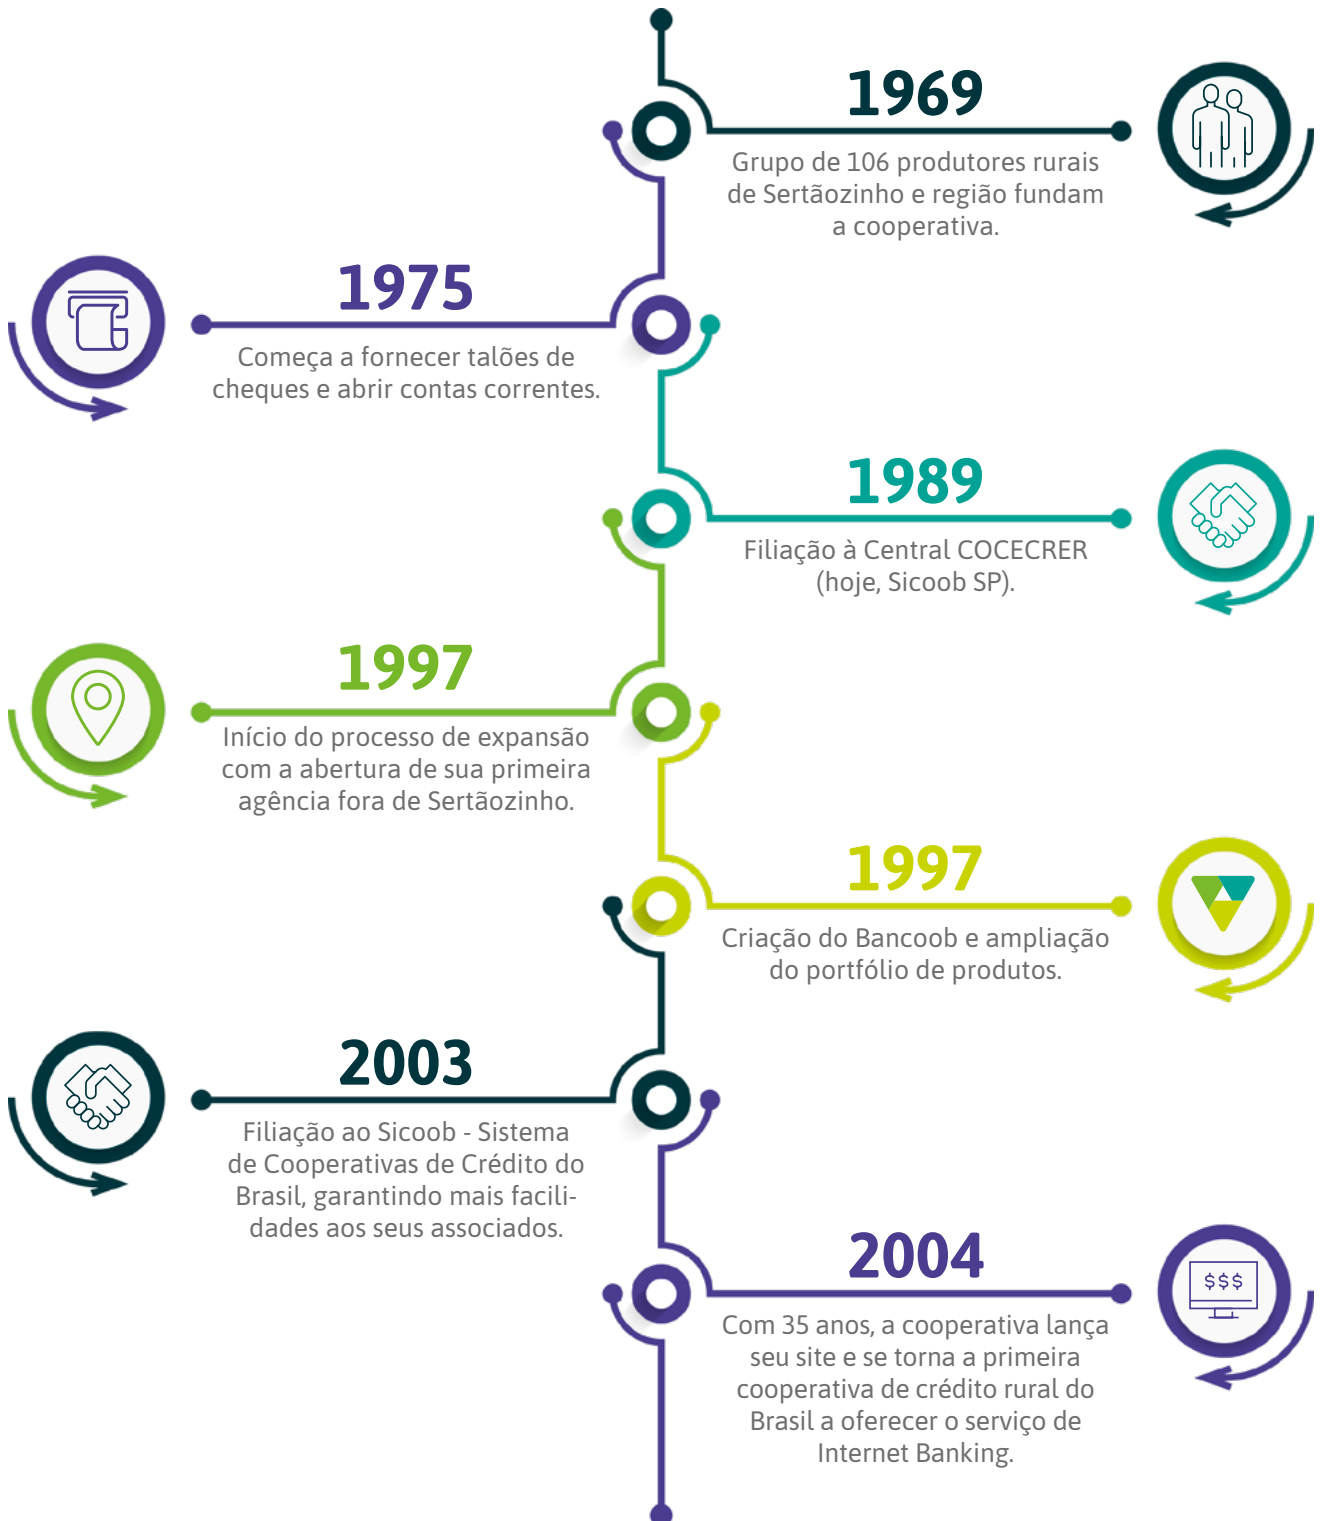 1969
Grupo de 106 produtores rurais
de Sertãozinho e região fundam
a cooperativa.
1975
Começa a fornecer talões de
cheques e abrir contas correntes.
1989
Filiação à Central COCECRER
(hoje, Sicoob SP).
1997
Início do processo de expansão
com a abertura de sua primeira
agência fora de Sertãozinho.
1997
Criação do Bancoob e ampliação
do portfólio de produtos.
2003
Filiação ao Sicoob - Sistema
de Cooperativas de Crédito do
Brasil, garantindo mais facili-
dades aos seus associados.
2004
$$$
Com 35 anos, a cooperativa lança
seu site e se torna a primeira
cooperativa de crédito rural do
Brasil a oferecer o serviço de
Internet Banking.